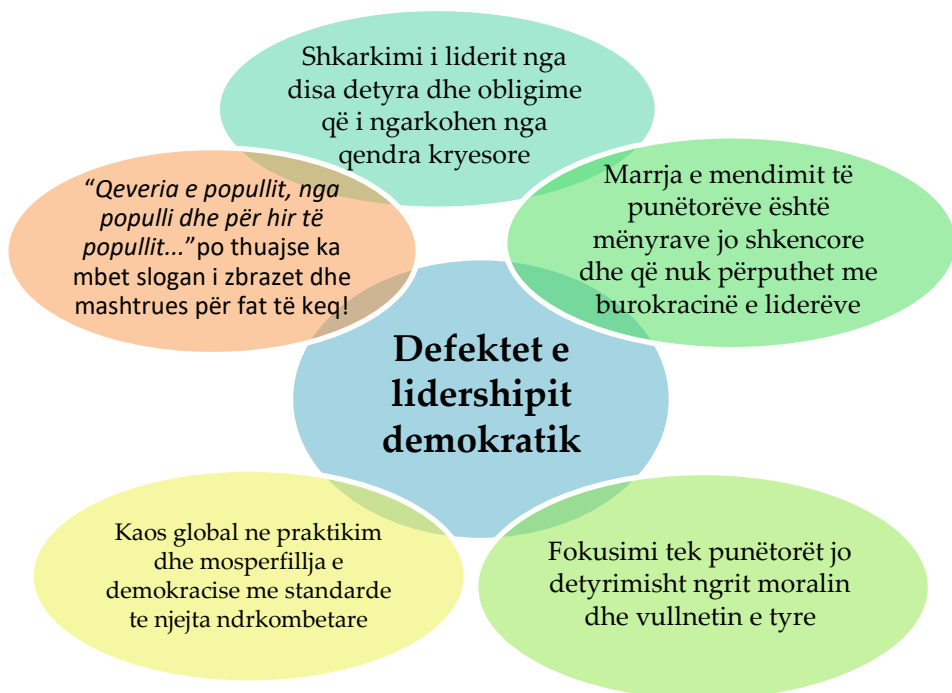 Shkarkimi i liderit nga
disa detyra dhe obligime
që i ngarkohen nga
qendra kryesore
Marrja e mendimit të
punëtorëve është
mënyrave jo shkencore
dhe që nuk përputhet me
burokracinë e liderëve
“Qeveria e popullit, nga
populli dhe për hir të
popullit...”po thuajse ka
mbet slogan i zbrazet dhe
mashtrues për fat të keq!
Defektet e
lidershipit
demokratik
Kaos global ne praktikim
dhe mosperfillja e
demokracise me standarde
te njejta ndrkombetare
Fokusimi tek punëtorët jo
detyrimisht ngrit moralin
dhe vullnetin e tyre